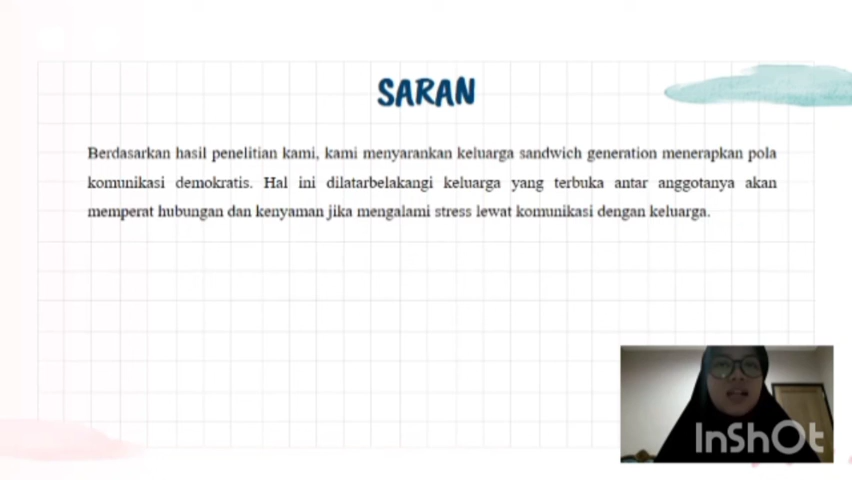 SARAN
Berdasarkan hasil penelitian kami, kami menyarankan keluarga sandwich generation menerapkan pola
komunikasi demokratis. Hal ini dilatarbelakangi keluarga yang terbuka antar anggotanya akan
memperat hubungan dan kenyaman jika mengalami stress lewat komunikasi dengan keluarga.
InShOt